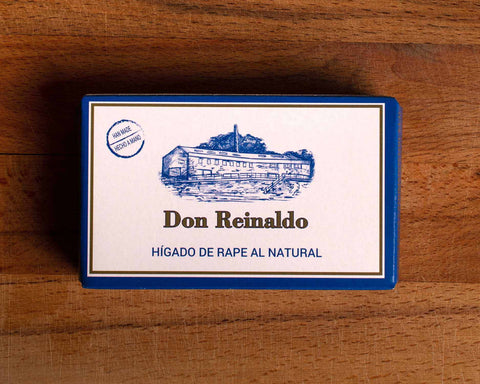 HAN MADE
HECHO A MANO
Don Reinaldo
HÍGADO DE RAPE AL NATURAL